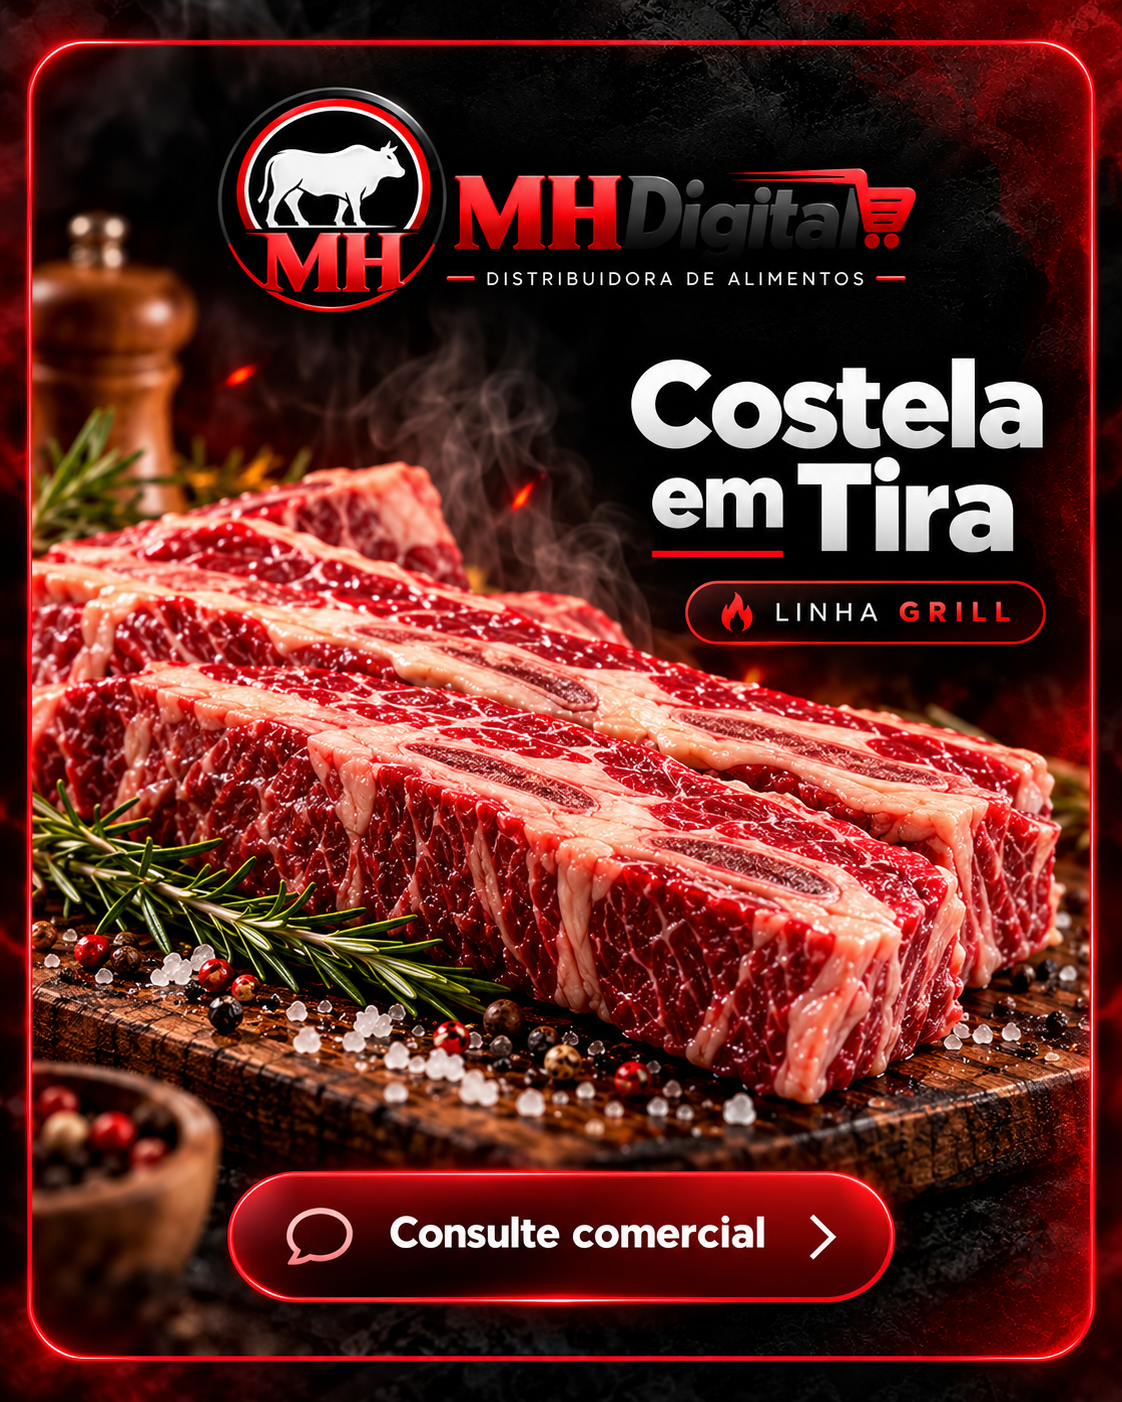 MH
MHDigital
DISTRIBUIDORA DE ALIMENTOS
Costela
em Tira
LINHA GRILL
Consulte comercial